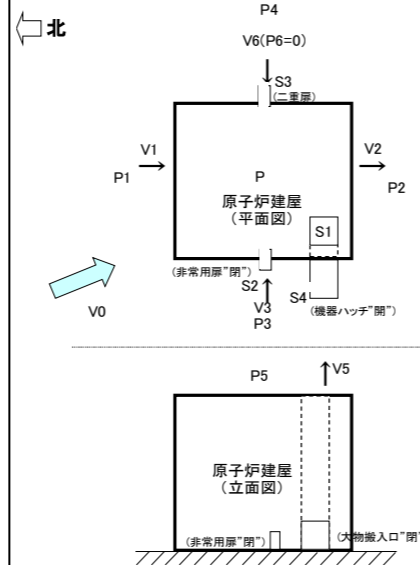 北
P4
V6(P6=0)
S3
(二重扉)
V1
P1
P
V2
P2
原子炉建屋
(平面図)
S1
(非常用扉"閉")
S2
S4
V0
V3
P3
(機器ハッチ"開")
P5
V5
原子炉建屋
(立面図)
(非常用扉"閉")
(大物搬入口"閉"